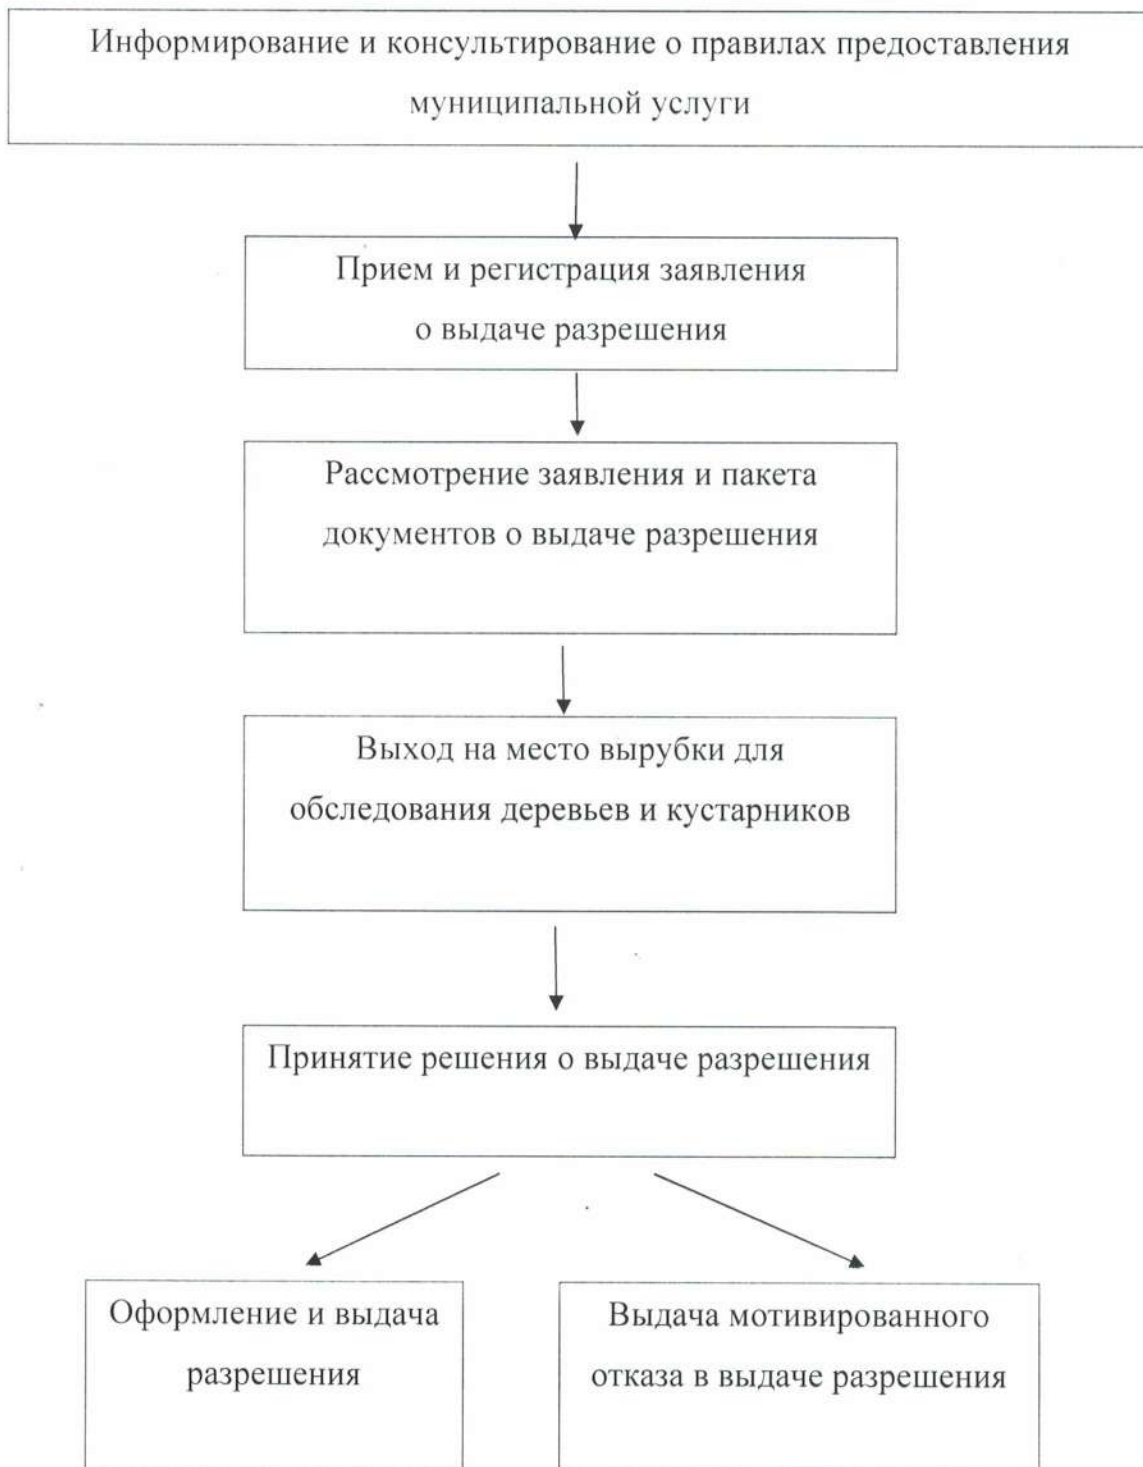 Информирование и консультирование о правилах предоставления
муниципальной услуги
Прием и регистрация заявления
о выдаче разрешения
Рассмотрение заявления и пакета
документов о выдаче разрешения
Выход на место вырубки для
обследования деревьев и кустарников
Принятие решения о выдаче разрешения
Оформление и выдача
разрешения
Выдача мотивированного
отказа в выдаче разрешения